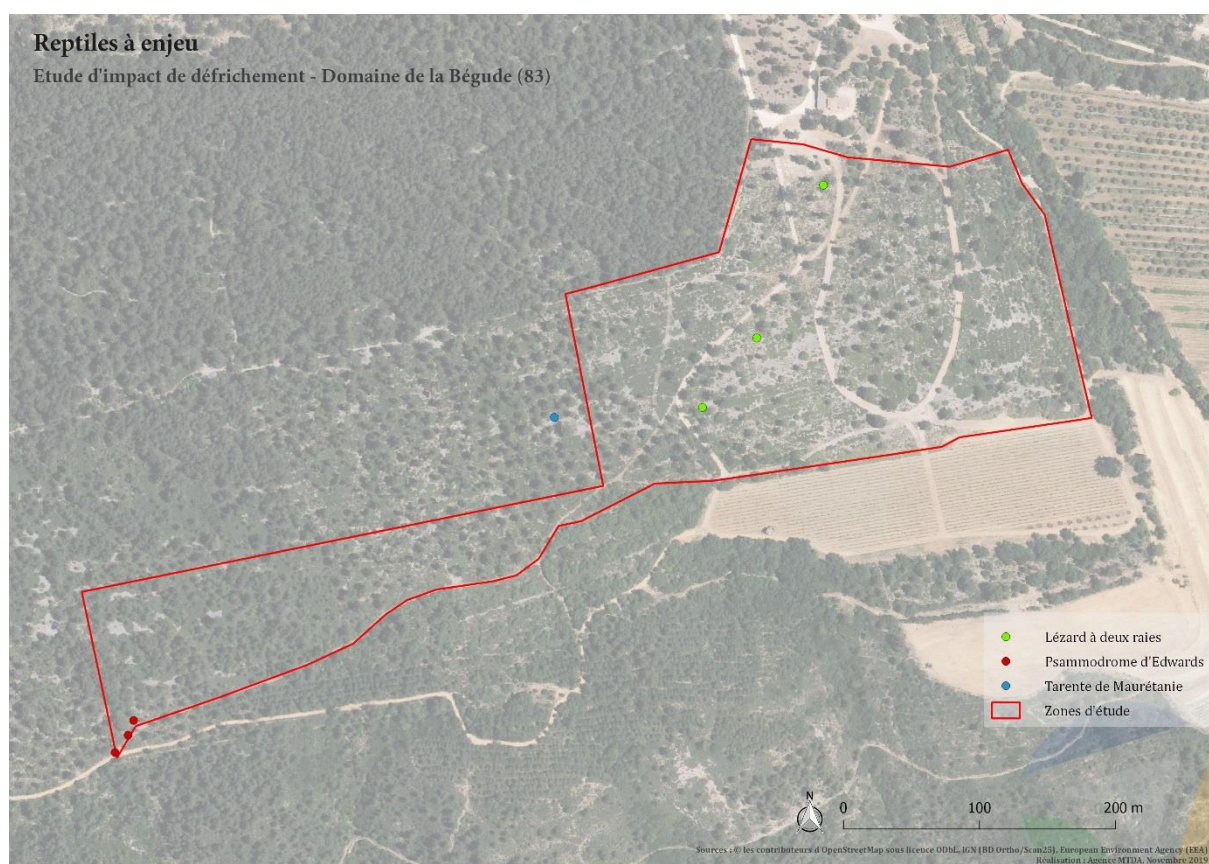 Reptiles à enjeu
Etude d'impact de défrichement - Domaine de la Bégude (83)
Lézard à deux raies
Psammodrome d'Edwards
Tarente de Maurétanie
Zones d'étude
N
0 100 200 m
Sources : © les contributeurs d'OpenStreetMap sous licence ODbL, IGN (BD Ortho/Scan25), European Environment Agency (EEA)
Réalisation : Agence MTDA, Novembre 2019